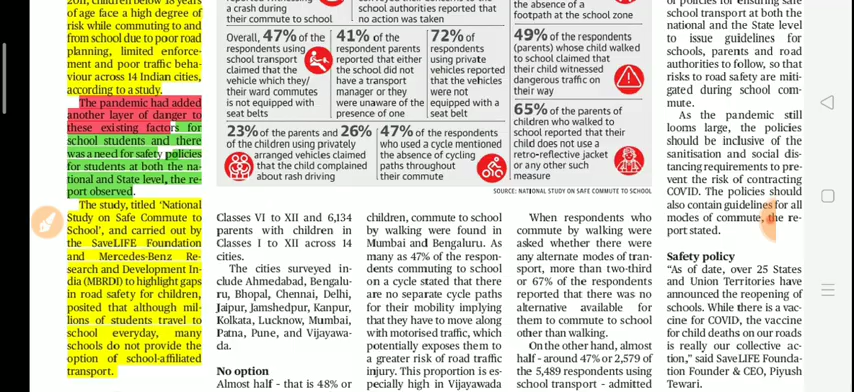 2011, children below 18 years
of age face a high degree of
risk while commuting to and
from school due to poor road
planning, limited enforce-
ment and poor traffic beha-
viour across 14 Indian cities,
according to a study.
The pandemic had added
another layer of danger to
these existing factors for
school students and there
was a need for safety policies
for students at both the na-
tional and State level, the re-
port observed.
The study, titled ‘National
Study on Safe Commute to
School’, and carried out by
the SaveLIFE Foundation
and Mercedes-Benz Re-
search and Development In-
dia (MBRDI) to highlight gaps
in road safety for children,
posited that although mil-
lions of students travel to
school everyday, many
schools do not provide the
option of school-affiliated
transport.
a crash during
their commute to school
school authorities reported that
no action was taken
the absence of a
footpath at the school zone
Overall, 47% of the
respondents using
school transport
claimed that the
vehicle which they/
their ward commutes
is not equipped with
seat belts
41% of the
respondent parents
reported that either
the school did not
have a transport
manager or they
were unaware of the
presence of one
72% of
respondents
using private
vehicles reported
that the vehicles
were not
equipped with a
seat belt
49% of the respondents
(parents) whose child walked
to school claimed that
their child witnessed
dangerous traffic on
their way
23% of the parents and 26%
of the children using privately
arranged vehicles claimed
that the child complained
about rash driving
47% of the respondents
who used a cycle mentioned
the absence of cycling
paths throughout
their commute
65% of the parents of
children who walked to
school reported that their
child does not use a
retro-reflective jacket
or any other such
measure
SOURCE: NATIONAL STUDY ON SAFE COMMUTE TO SCHOOL
Classes VI to XII and 6,134
parents with children in
Classes I to XII across 14
cities.
The cities surveyed in-
clude Ahmedabad, Bengalu-
ru, Bhopal, Chennai, Delhi,
Jaipur, Jamshedpur, Kanpur,
Kolkata, Lucknow, Mumbai,
Patna, Pune, and Vijayawa-
da.
No option
Almost half - that is 48% or
children, commute to school
by walking were found in
Mumbai and Bengaluru. As
many as 47% of the respon-
dents commuting to school
on a cycle stated that there
are no separate cycle paths
for their mobility implying
that they have to move along
with motorised traffic, which
potentially exposes them to
a greater risk of road traffic
injury. This proportion is es-
pecially high in Vijayawada
When respondents who
commute by walking were
asked whether there were
any alternate modes of tran-
sport, more than two-third
or 67% of the respondents
reported that there was no
alternative available for
them to commute to school
other than walking.
On the other hand, almost
half - around 47% or 2,579 of
the 5,489 respondents using
school transport - admitted
of policies for ensuring safe
school transport at both the
national and the State level
to issue guidelines for
schools, parents and road
authorities to follow, so that
risks to road safety are miti-
gated during school com-
mute.
As the pandemic still
looms large, the policies
should be inclusive of the
sanitisation and social dis-
tancing requirements to pre-
vent the risk of contracting
COVID. The policies should
also contain guidelines for all
modes of commute, the re-
port stated.
Safety policy
“As of date, over 25 States
and Union Territories have
announced the reopening of
schools. While there is a vac-
cine for COVID, the vaccine
for child deaths on our roads
is really our collective ac-
tion,” said SaveLIFE Founda-
tion Founder & CEO, Piyush
Tewari.